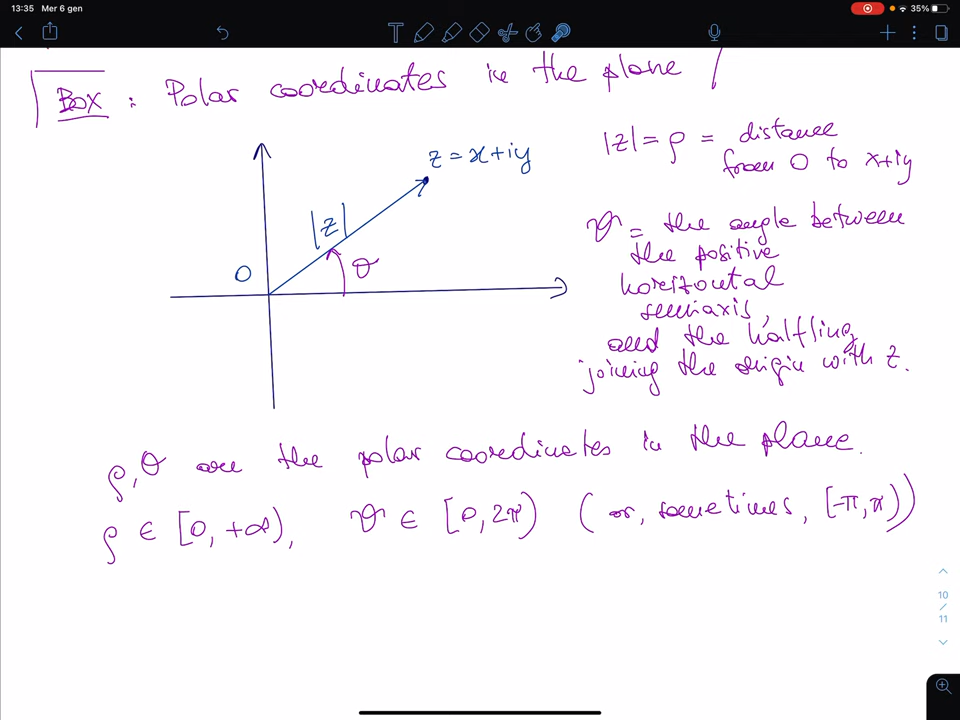 13:35 Mer 6 gen
35%
Box : Polar coordinates in the plane
z = x+iy
|z|
ϑ
0
|z| = ρ = distance
from 0 to x+iy
ϑ = the angle between
the positive
horizontal
semiaxis,
and the halfline
joining the origin with z.
ρ, ϑ are the polar coordinates in the plane.
ρ ∈ [0, +∞), ϑ ∈ [0, 2π) (or, sometimes, [-π, π))
10
/
11